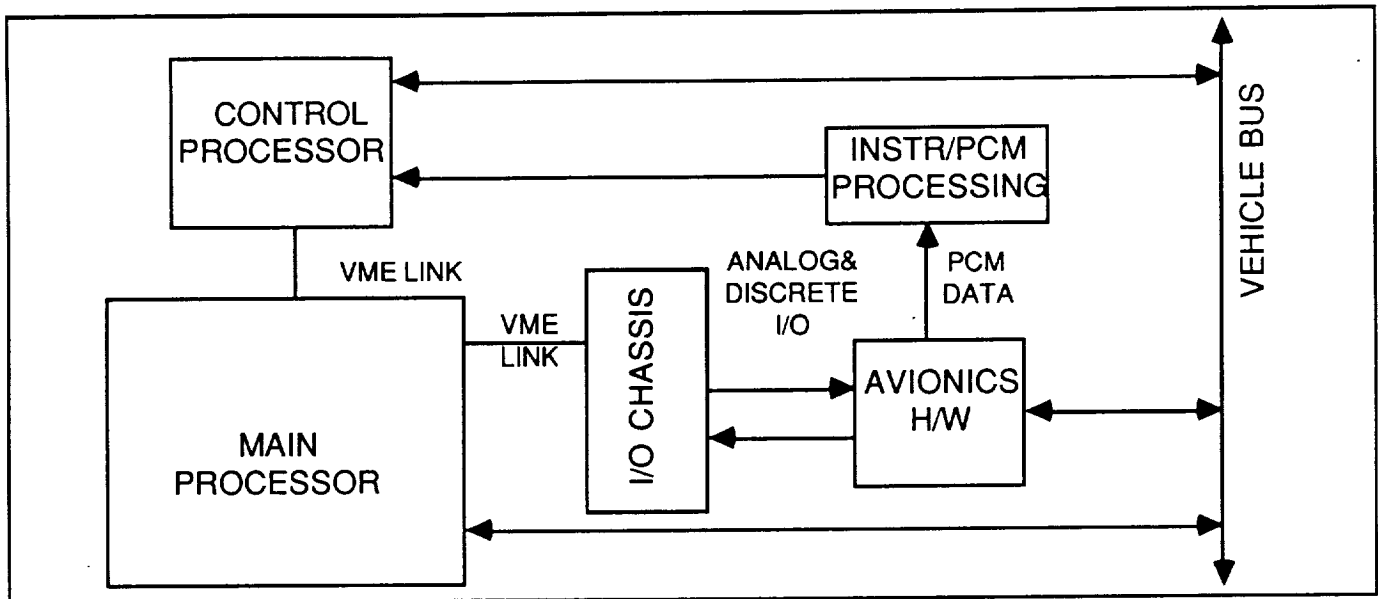 CONTROL
PROCESSOR
INSTR/PCM
PROCESSING
VEHICLE BUS
VME LINK
ANALOG&
DISCRETE
I/O
PCM
DATA
VME
LINK
I/O CHASSIS
AVIONICS
H/W
MAIN
PROCESSOR